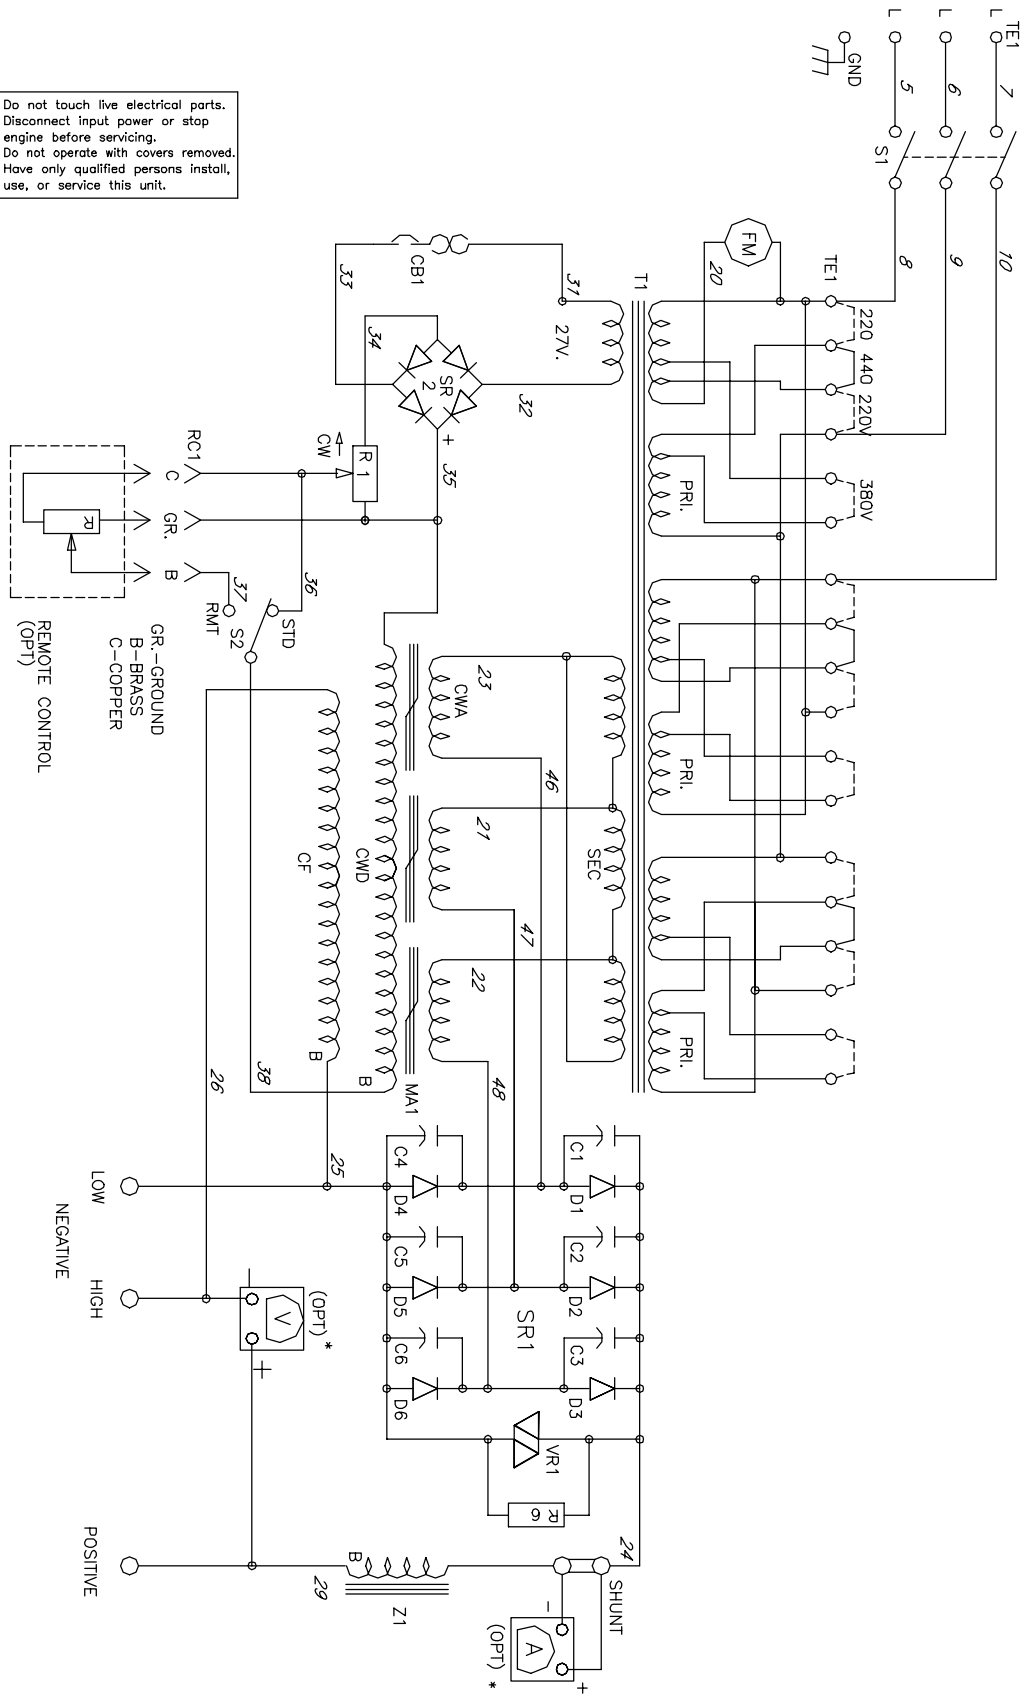 TE1
L
L
L
GND
7
6
5
S1
10
9
8
FM
20
TE1
220
440
220V
380V
T1
PRI.
PRI.
PRI.
Do not touch live electrical parts.
Disconnect input power or stop
engine before servicing.
Do not operate with covers removed.
Have only qualified persons install,
use, or service this unit.
CB1
33
31
27V.
34
SR
2
32
+
35
CW
R
1
RC1
C
GR.
B
R
36
37
RMT
S2
STD
GR.-GROUND
B-BRASS
C-COPPER
REMOTE CONTROL
(OPT)
23
CWA
46
SEC
21
47
22
48
CWD
CF
B
B
MA1
38
26
25
C1
D1
C2
D2
C3
D3
C4
D4
C5
D5
C6
D6
SR1
VR1
R
6
LOW
NEGATIVE
HIGH
-
V
+
(OPT) *
POSITIVE
B
29
Z1
24
SHUNT
-
A
+
(OPT) *